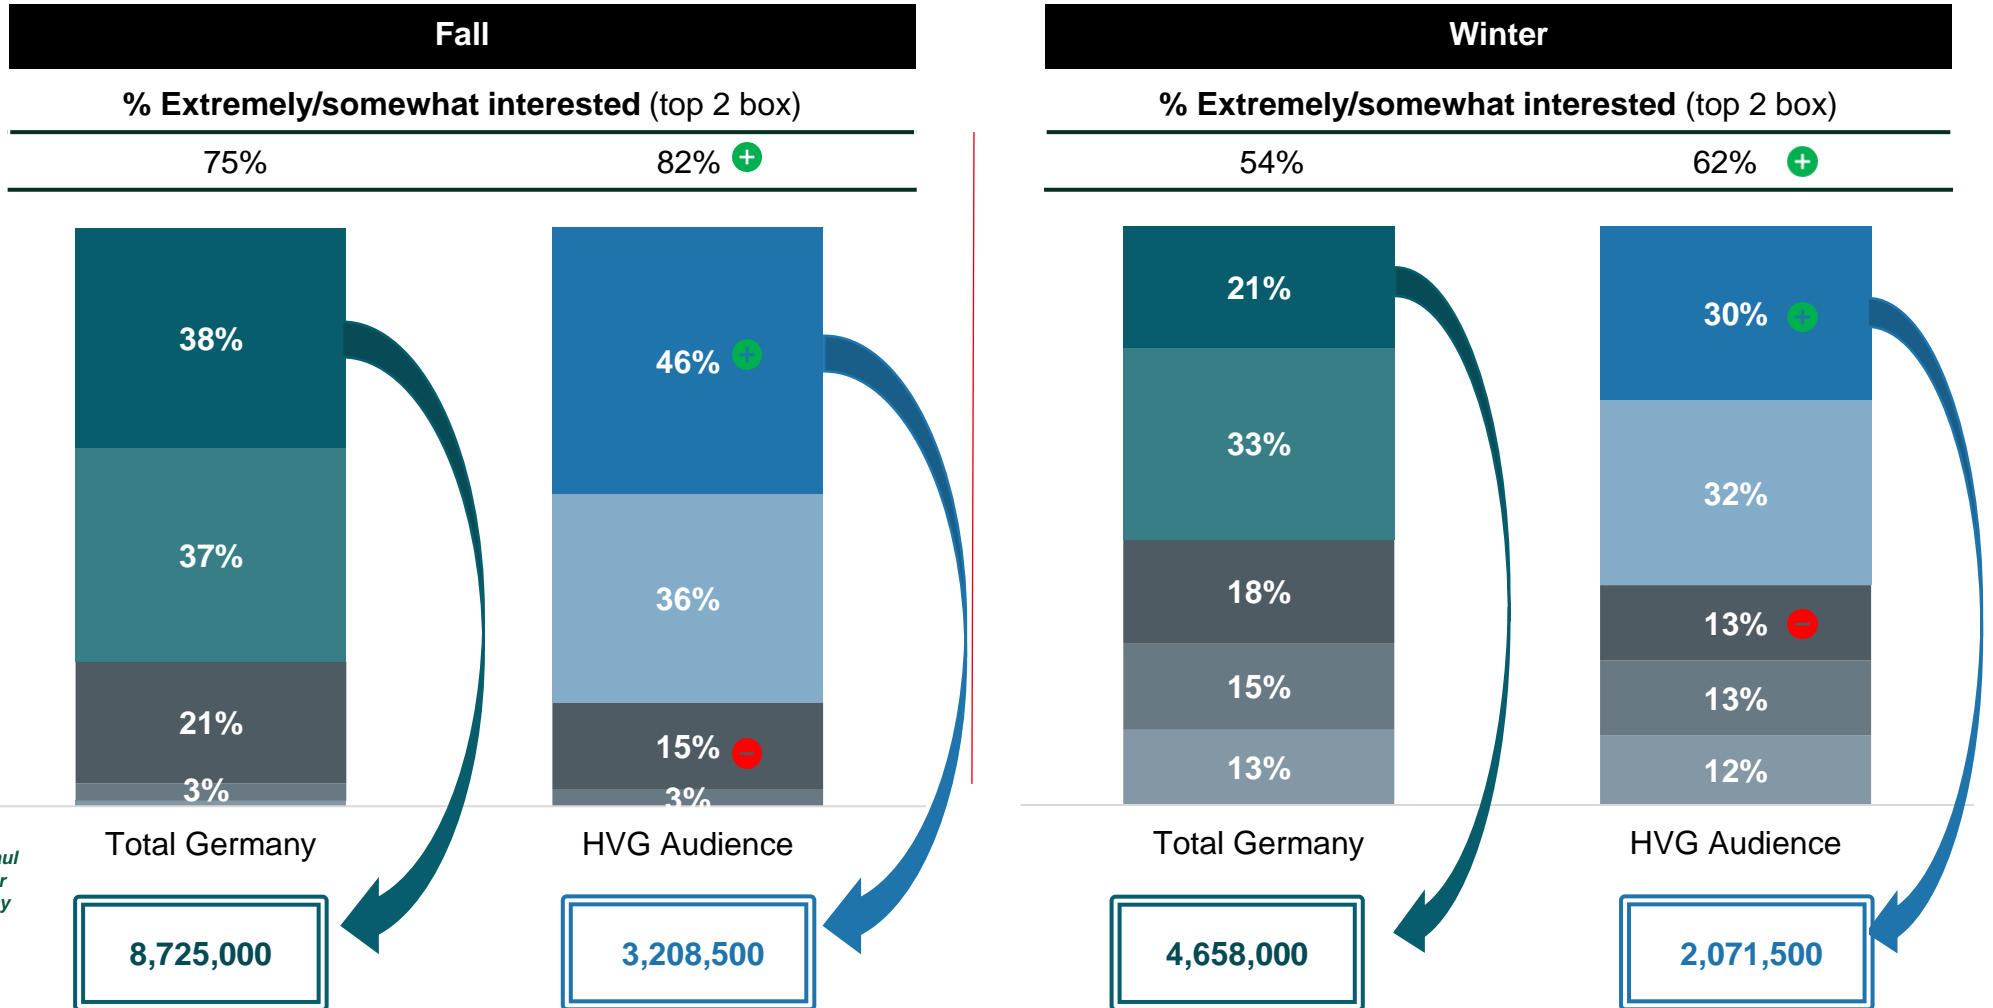 Fall
% Extremely/somewhat interested (top 2 box)
75% 82% +
38%
37%
21%
3%
46% +
36%
15% −
3%
Total Germany HVG Audience
8,725,000 3,208,500
Winter
% Extremely/somewhat interested (top 2 box)
54% 62% +
21%
33%
18%
15%
13%
30% +
32%
13% −
13%
12%
Total Germany HVG Audience
4,658,000 2,071,500